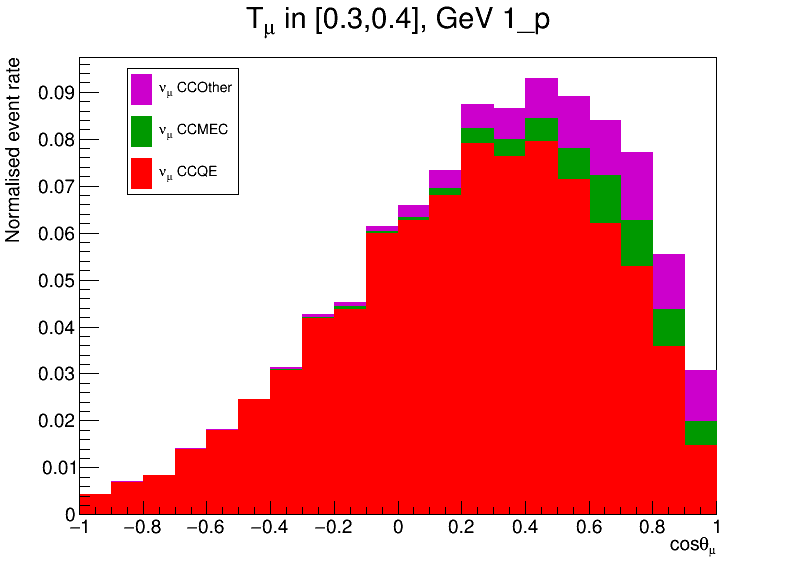 T_μ in [0.3,0.4], GeV 1_p
Normalised event rate
ν_μ CCOther
ν_μ CCMEC
ν_μ CCQE
0.09
0.08
0.07
0.06
0.05
0.04
0.03
0.02
0.01
0
−1 −0.8 −0.6 −0.4 −0.2 0 0.2 0.4 0.6 0.8 1
cosθ_μ